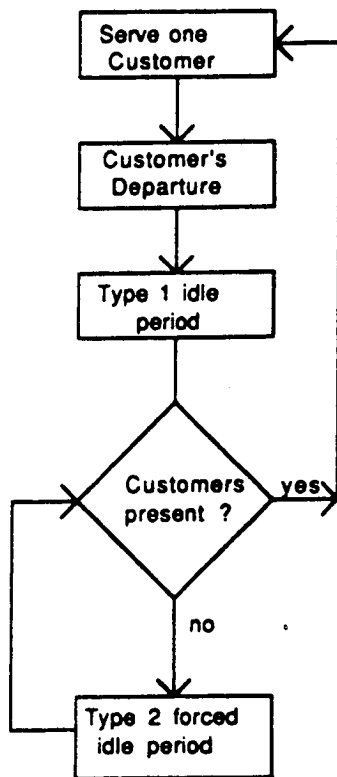 Serve one
Customer
Customer's
Departure
Type 1 idle
period
Customers
present ?
yes
no
Type 2 forced
idle period